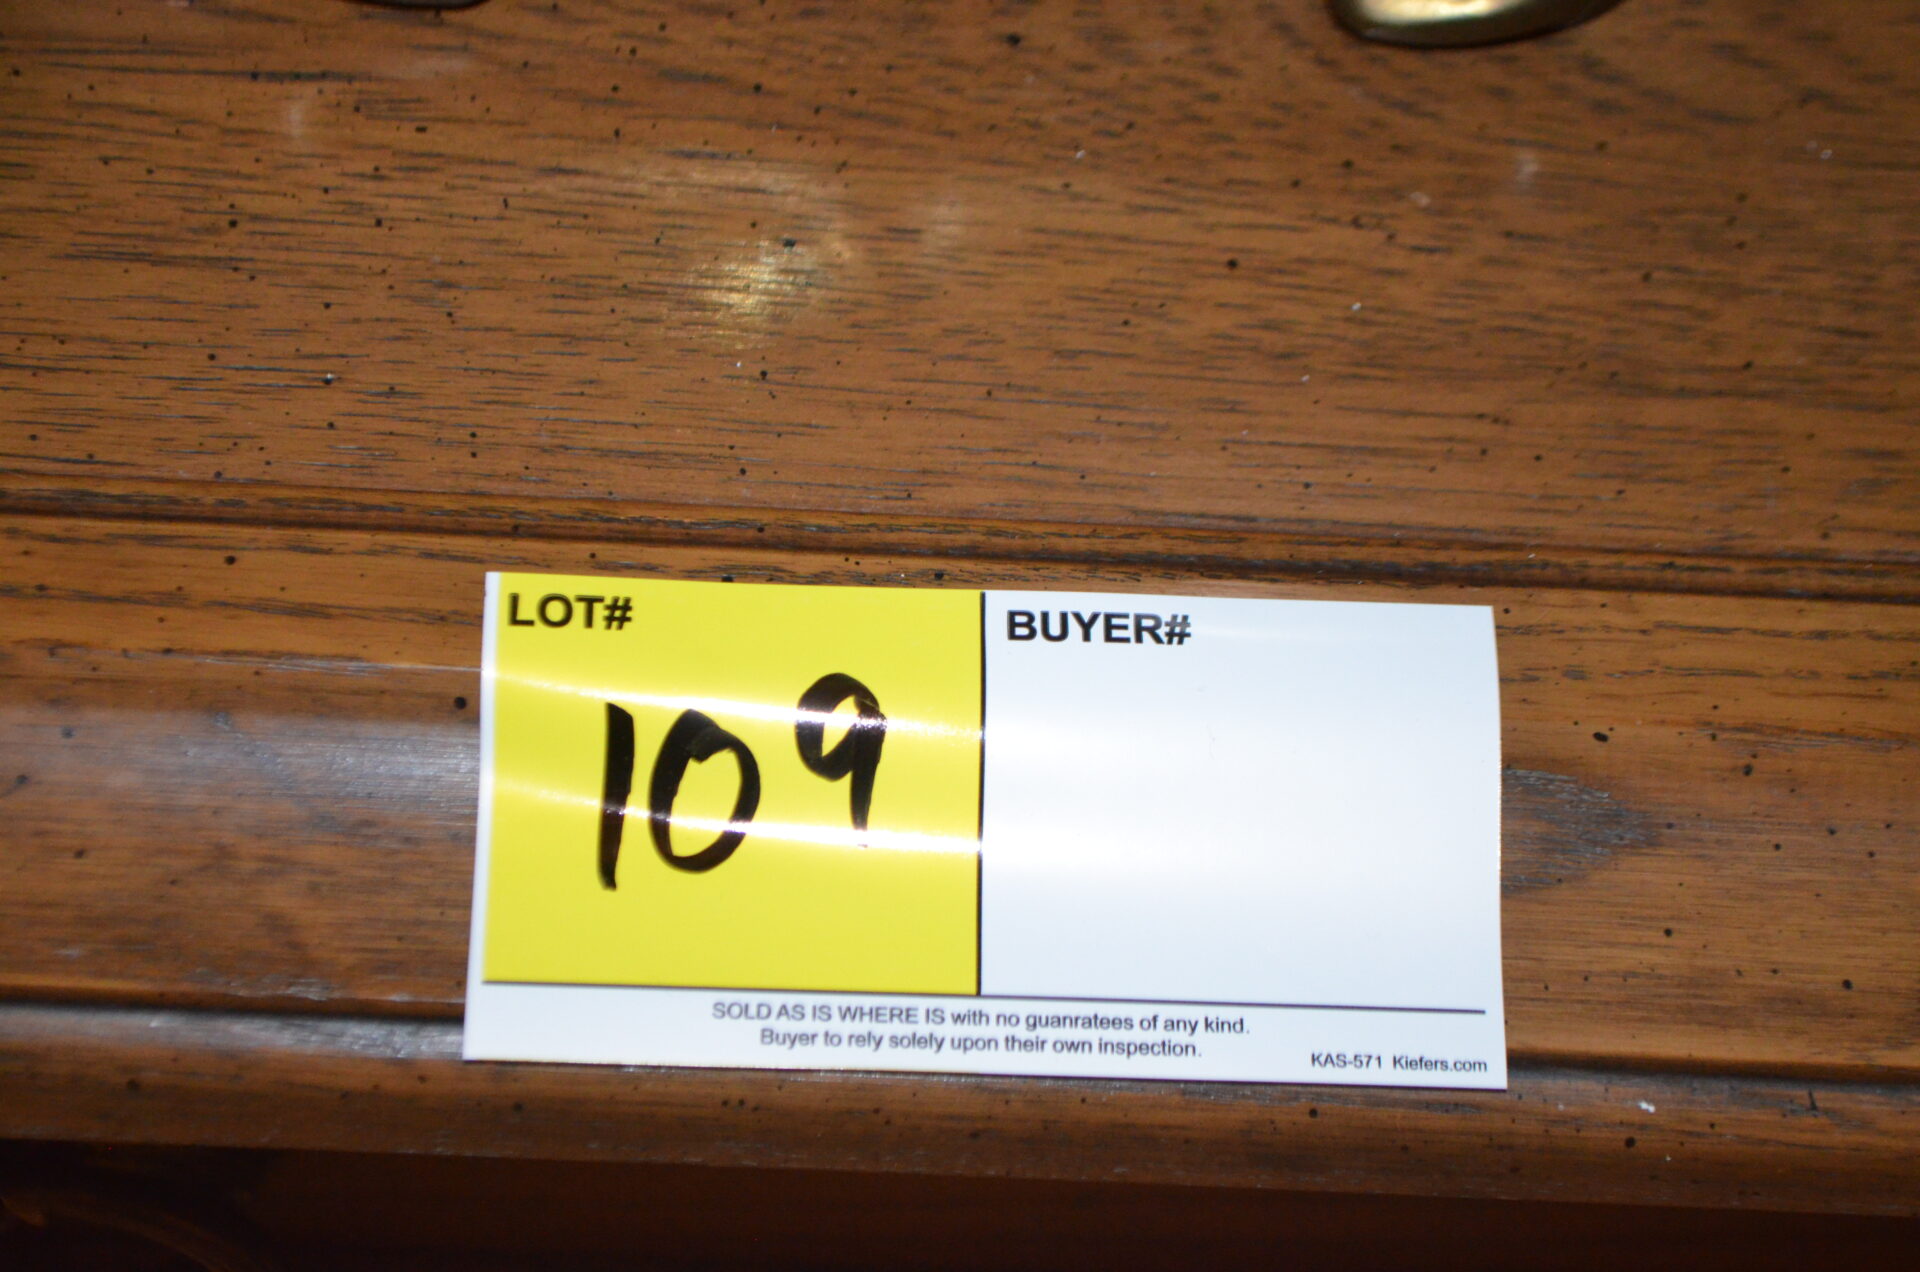 LOT#
BUYER#
109
SOLD AS IS WHERE IS with no guanratees of any kind.
Buyer to rely solely upon their own inspection.
KAS-571 Kiefers.com